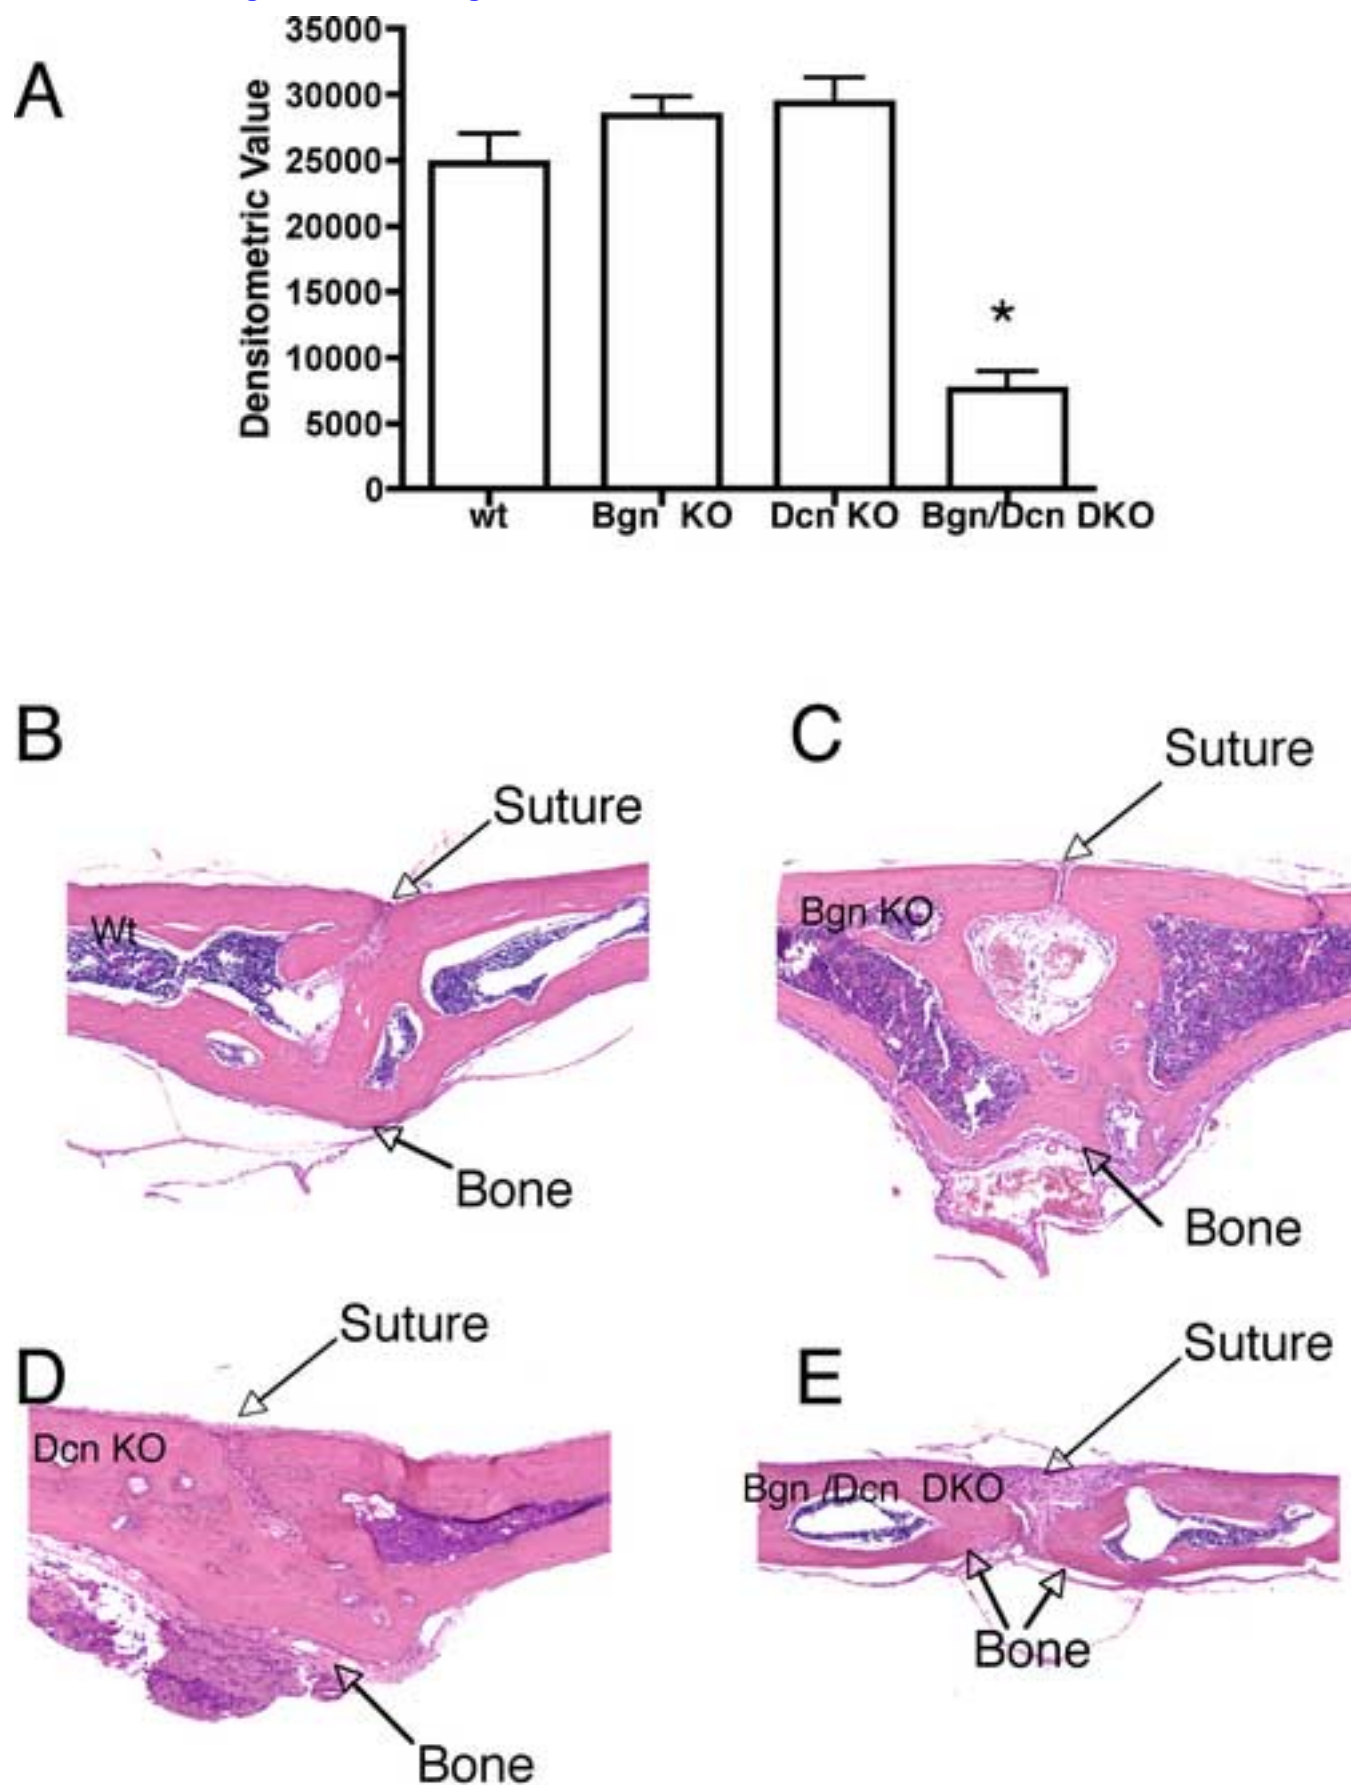 A
Densitometric Value
35000
30000
25000
20000
15000
10000
5000
0
wt
Bgn KO
Dcn KO
Bgn/Dcn DKO
*
B
Suture
Wt
Bone
C
Suture
Bgn KO
Bone
D
Suture
Dcn KO
Bone
E
Suture
Bgn /Dcn DKO
Bone